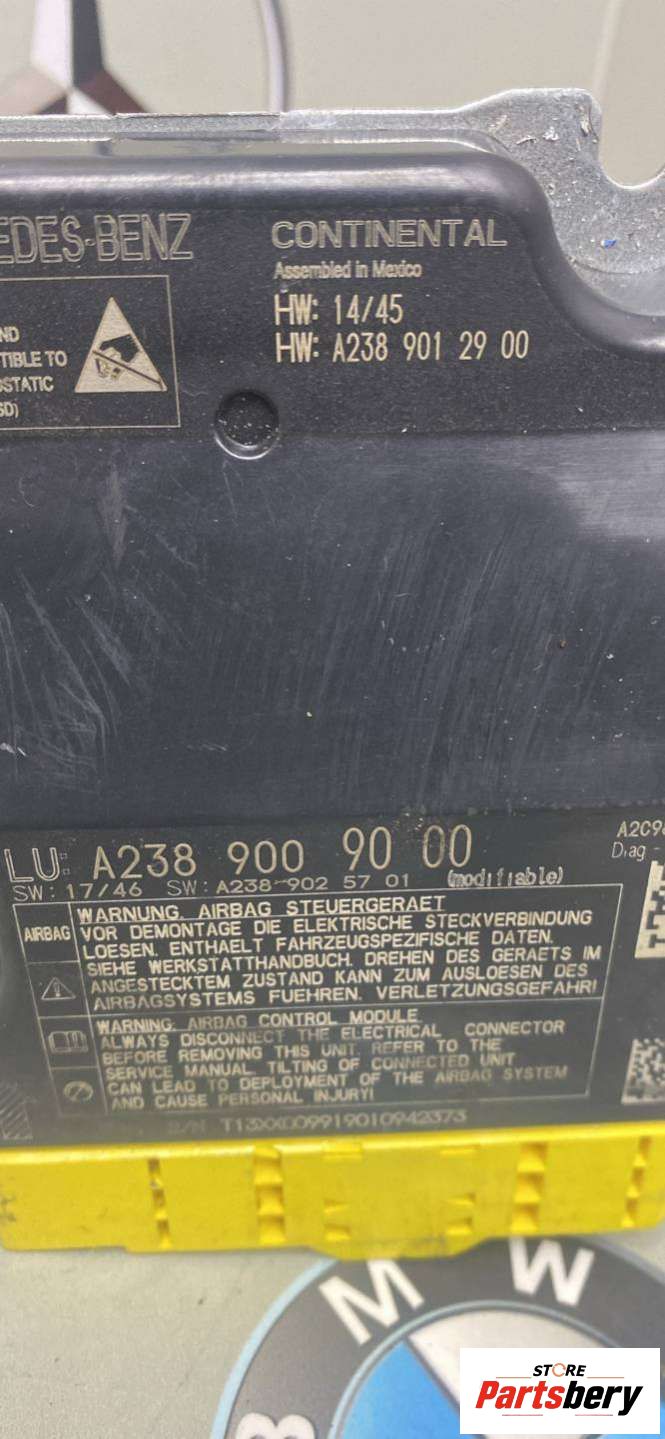 EDES-BENZ
CONTINENTAL
Assembled in Mexico
HW: 14/45
HW: A238 901 29 00
ND
TIBLE TO
STATIC
SD)
LU: A238 900 90 00
(modifiable)
SW: 17/46 SW: A238 902 57 01
A2C9
Diag -
AIRBAG
WARNUNG, AIRBAG STEUERGERAET
VOR DEMONTAGE DIE ELEKTRISCHE STECKVERBINDUNG
LOESEN. ENTHAELT FAHRZEUGSPEZIFISCHE DATEN.
SIEHE WERKSTATTHANDBUCH. DREHEN DES GERAETS IM
ANGESTECKTEM ZUSTAND KANN ZUM AUSLOESEN DES
AIRBAGSYSTEMS FUEHREN. VERLETZUNGSGEFAHR!
WARNING, AIRBAG CONTROL MODULE
ALWAYS DISCONNECT THE ELECTRICAL CONNECTOR
BEFORE REMOVING THIS UNIT. REFER TO THE
SERVICE MANUAL. TILTING OF CONNECTED UNIT
CAN LEAD TO DEPLOYMENT OF THE AIRBAG SYSTEM
AND CAUSE PERSONAL INJURY!
S/N T13XX009919010942373
B M W
STORE
Partsbery